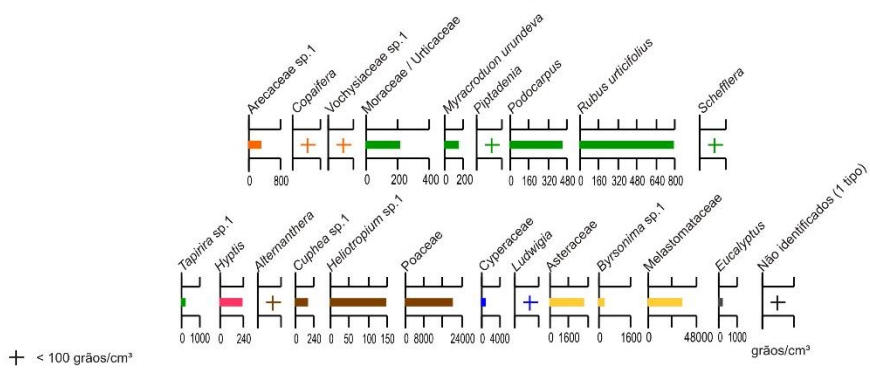 Arecaceae sp.1
Copaifera
Vochysiaceae sp.1
Moraceae / Urticaceae
Myracroduon urundeva
Piptadenia
Podocarpus
Rubus urticifolius
Schefflera
0 800
0 200 400
0 200
0 160 320 480
0 160 320 480 640 800
Tapirira sp.1
Hyptis
Alternanthera
Cuphea sp.1
Heliotropium sp.1
Poaceae
Cyperaceae
Ludwigia
Asteraceae
Byrsonima sp.1
Melastomataceae
Eucalyptus
Não identificados (1 tipo)
0 1000
0 240
0 240
0 50 100 150
0 8000 24000
0 4000
0 1600
0 1600
0 48000
0 1000
grãos/cm³
+ < 100 grãos/cm³